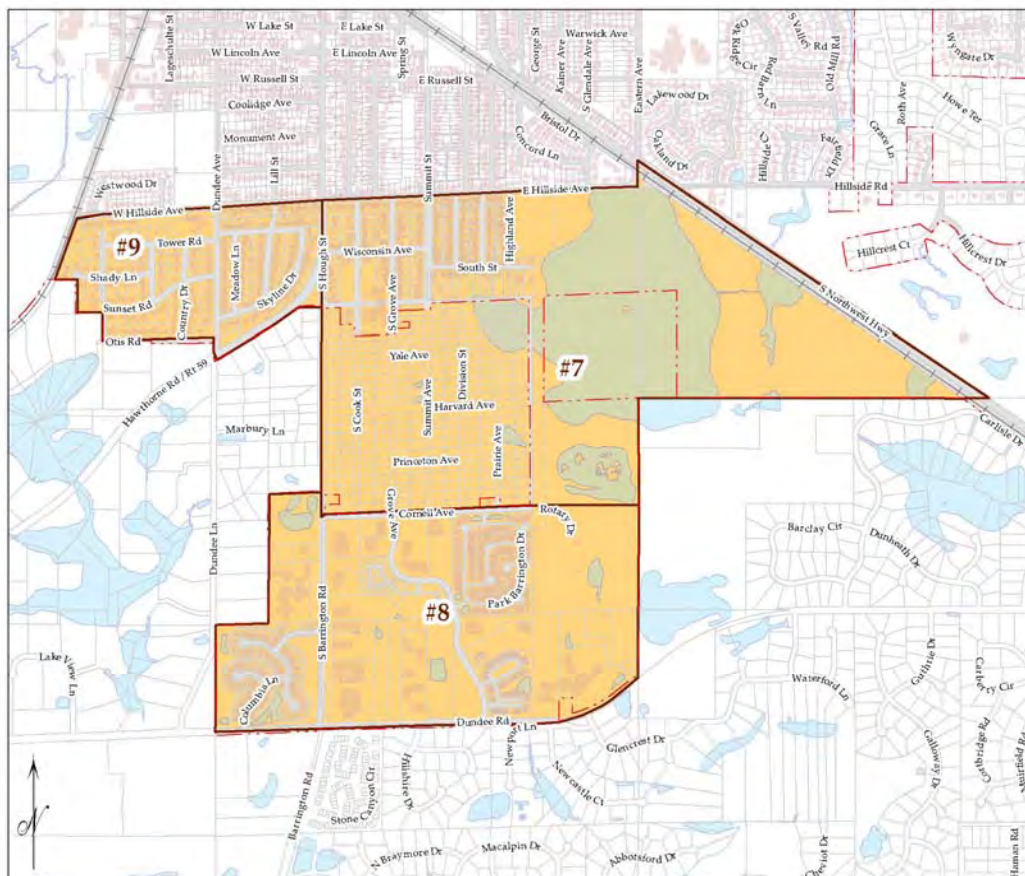 W Lake St
E Lake St
Lageschulte St
W Lincoln Ave
E Lincoln Ave
Spring St
W Russell St
E Russell St
Coolidge Ave
Monument Ave
Lill St
Dundee Ave
Summit St
George St
Warwick Ave
Kainer Ave
S Glendale Ave
Eastern Ave
Bristol Dr
Concord Ln
Lakewood Dr
Oakland Dr
Oak Ridge Cir
S Valley Rd
Red Barn Ln
Old Mill Rd
Hillside Ct
Fairfield Dr
Wyngate Dr
Roth Ave
Howe Ter
Grace Ln
Hillside Rd
Westwood Dr
W Hillside Ave
E Hillside Ave
#9
Tower Rd
Shady Ln
Meadow Ln
Skyline Dr
Sunset Rd
Country Dr
Otis Rd
S Hough St
Wisconsin Ave
South St
Highland Ave
S Grove Ave
Hillcrest Ct
Hillcrest Dr
S Northwest Hwy
Hawthorne Rd / Rt 59
Yale Ave
Division St
#7
S Cook St
Summit Ave
Harvard Ave
Marbury Ln
Princeton Ave
Prairie Ave
Carlisle Dr
Cornell Ave
Grove Ave
Rotary Dr
Dundee Ln
S Barrington Rd
Park Barrington Dr
#8
Barclay Cir
Dunheath Dr
Lake View Ln
Columbia Ln
Dundee Rd
Newport Ln
Glencrest Dr
Waterford Ln
Guthrie Dr
Carberry Cir
Galloway Dr
Corbridge Rd
Muirfield Rd
Barrington Rd
Stone Canyon Cir
Hillshire Dr
Newcastle Ct
N Braymore Dr
Macalpin Dr
Abbotsford Dr
Cheviot Dr
Haman Rd
N